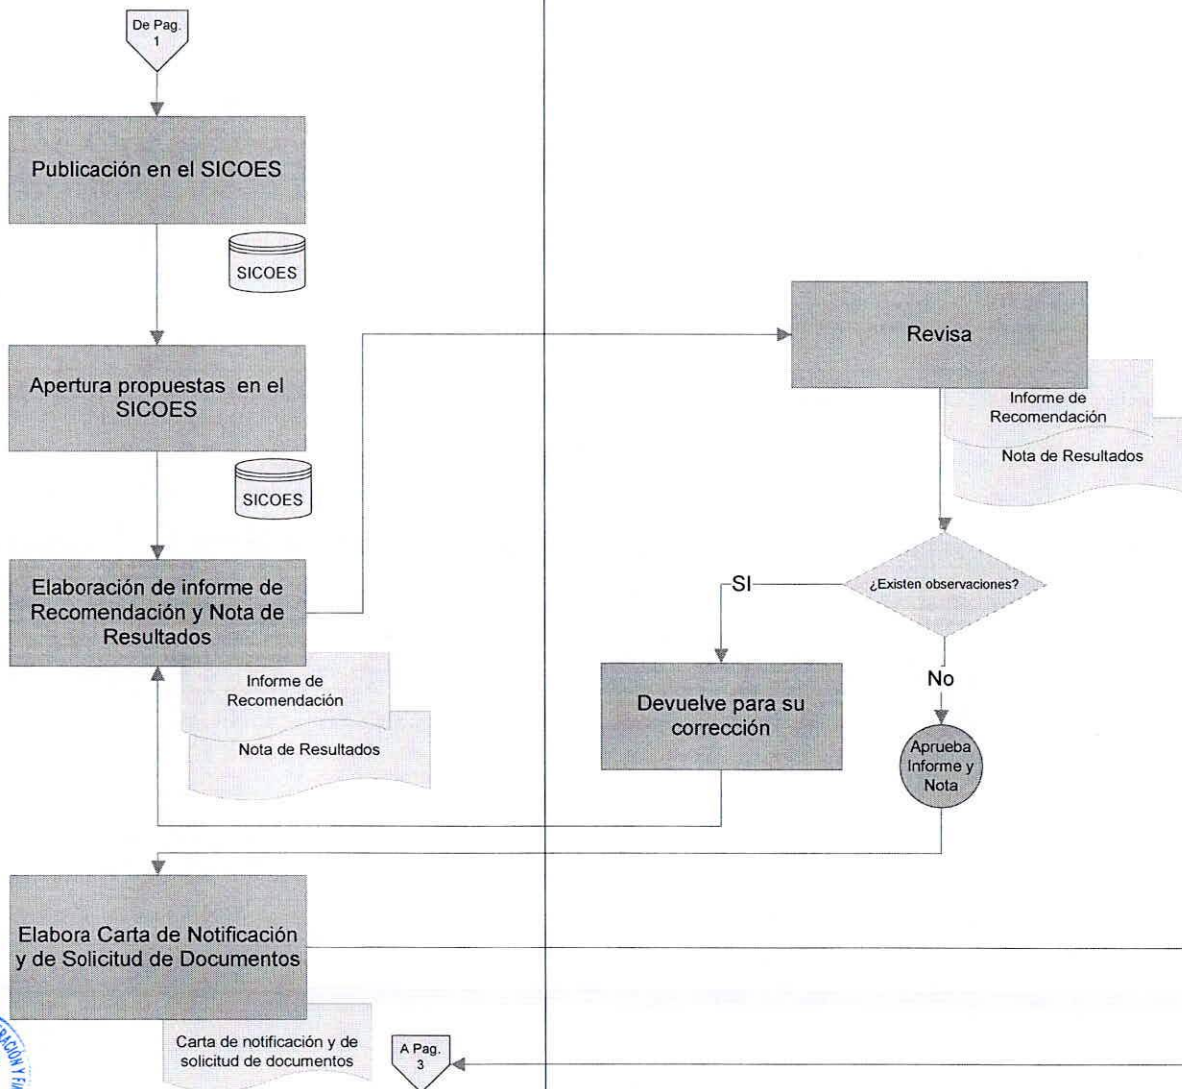 De Pag.
1
Publicación en el SICOES
SICOES
Apertura propuestas en el
SICOES
SICOES
Elaboración de informe de
Recomendación y Nota de
Resultados
Informe de
Recomendación
Nota de Resultados
Revisa
Informe de
Recomendación
Nota de Resultados
¿Existen observaciones?
SI
No
Devuelve para su
corrección
Aprueba
Informe y
Nota
Elabora Carta de Notificación
y de Solicitud de Documentos
Carta de notificación y de
solicitud de documentos
A Pag.
3